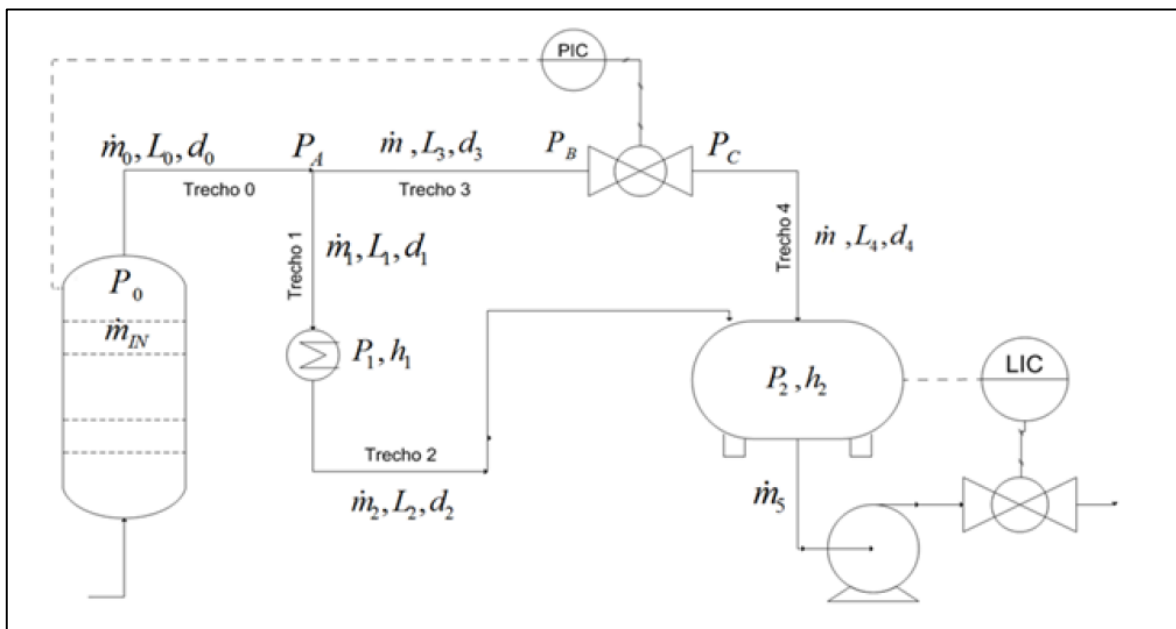 PIC
ṁ₀, L₀, d₀
P_A
ṁ, L₃, d₃
P_B
P_C
Trecho 0
Trecho 3
Trecho 1
ṁ₁, L₁, d₁
Trecho 4
ṁ, L₄, d₄
P₀
ṁ_IN
P₁, h₁
P₂, h₂
LIC
Trecho 2
ṁ₂, L₂, d₂
ṁ₅